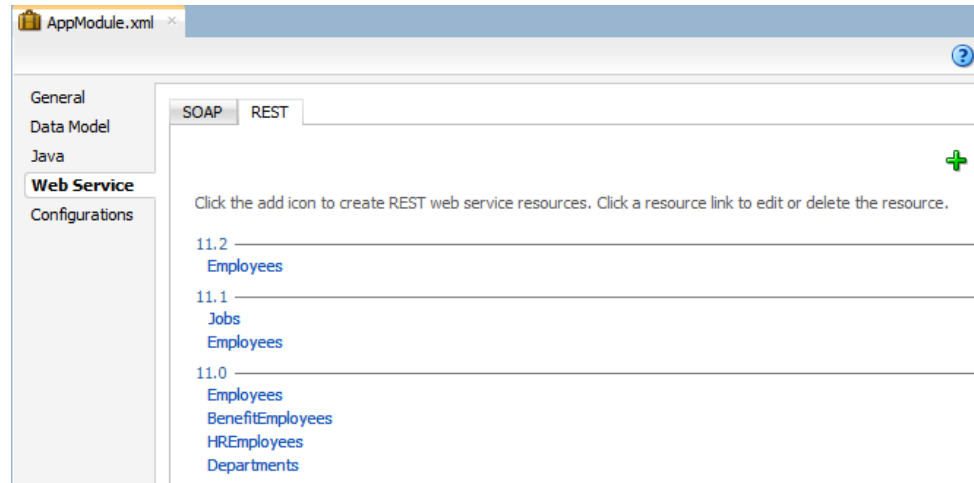 AppModule.xml
General
Data Model
Java
Web Service
Configurations
SOAP REST
Click the add icon to create REST web service resources. Click a resource link to edit or delete the resource.
11.2
Employees
11.1
Jobs
Employees
11.0
Employees
BenefitEmployees
HREmployees
Departments